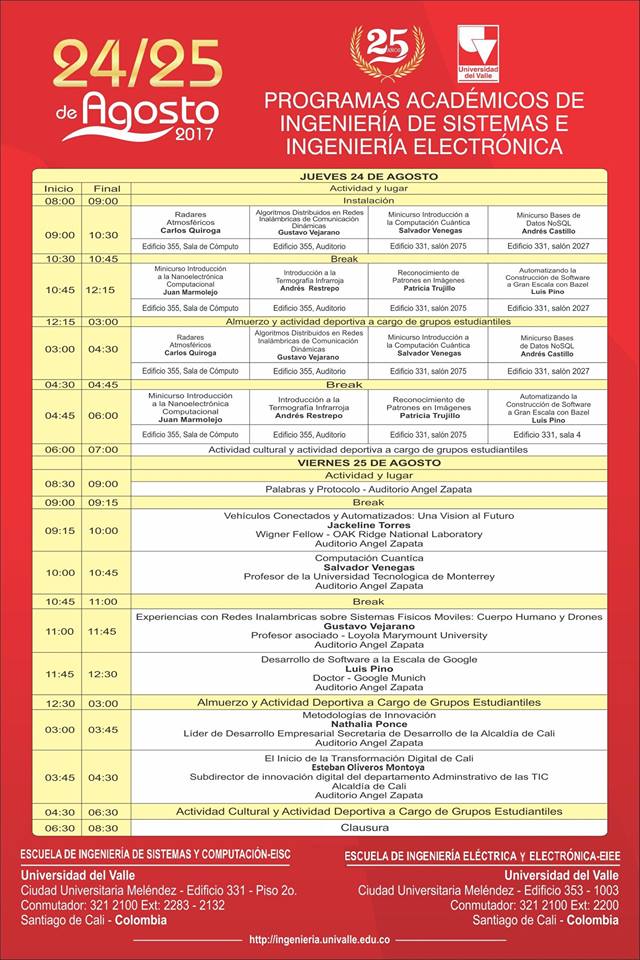 24/25
de Agosto
2017
25
AÑOS
Universidad
del Valle
PROGRAMAS ACADÉMICOS DE
INGENIERÍA DE SISTEMAS E
INGENIERÍA ELECTRÓNICA
JUEVES 24 DE AGOSTO
Inicio Final Actividad y lugar
08:00 09:00 Instalación
09:00 10:30
Radares
Atmosféricos
Carlos Quiroga
Edificio 355, Sala de Cómputo
Algoritmos Distribuidos en Redes
Inalámbricas de Comunicación
Dinámicas
Gustavo Vejarano
Edificio 355, Auditorio
Minicurso Introducción a
la Computación Cuántica
Salvador Venegas
Edificio 331, salón 2075
Minicurso Bases de
Datos NoSQL
Andrés Castillo
Edificio 331, salón 2027
10:30 10:45 Break
10:45 12:15
Minicurso Introducción
a la Nanoelectrónica
Computacional
Juan Marmolejo
Edificio 355, Sala de Cómputo
Introducción a la
Termografía Infrarroja
Andrés Restrepo
Edificio 355, Auditorio
Reconocimiento de
Patrones en Imágenes
Patricia Trujillo
Edificio 331, salón 2075
Automatizando la
Construcción de Software
a Gran Escala con Bazel
Luis Pino
Edificio 331, salón 2027
12:15 03:00 Almuerzo y actividad deportiva a cargo de grupos estudiantiles
03:00 04:30
Radares
Atmosféricos
Carlos Quiroga
Edificio 355, Sala de Cómputo
Algoritmos Distribuidos en Redes
Inalámbricas de Comunicación
Dinámicas
Gustavo Vejarano
Edificio 355, Auditorio
Minicurso Introducción a
la Computación Cuántica
Salvador Venegas
Edificio 331, salón 2075
Minicurso Bases
de Datos NoSQL
Andrés Castillo
Edificio 331, salón 2027
04:30 04:45 Break
04:45 06:00
Minicurso Introducción
a la Nanoelectrónica
Computacional
Juan Marmolejo
Edificio 355, Sala de Cómputo
Introducción a la
Termografía Infrarroja
Andrés Restrepo
Edificio 355, Auditorio
Reconocimiento de
Patrones en Imágenes
Patricia Trujillo
Edificio 331, salón 2075
Automatizando la
Construcción de Software
a Gran Escala con Bazel
Luis Pino
Edificio 331, sala 4
06:00 07:00 Actividad cultural y actividad deportiva a cargo de grupos estudiantiles
VIERNES 25 DE AGOSTO
Actividad y lugar
08:30 09:00 Palabras y Protocolo - Auditorio Angel Zapata
09:00 09:15 Break
09:15 10:00
Vehículos Conectados y Automatizados: Una Vision al Futuro
Jackeline Torres
Wigner Fellow - OAK Ridge National Laboratory
Auditorio Angel Zapata
10:00 10:45
Computación Cuantíca
Salvador Venegas
Profesor de la Universidad Tecnologica de Monterrey
Auditorio Angel Zapata
10:45 11:00 Break
11:00 11:45
Experiencias con Redes Inalambricas sobre Sistemas Fisicos Moviles: Cuerpo Humano y Drones
Gustavo Vejarano
Profesor asociado - Loyola Marymount University
Auditorio Angel Zapata
11:45 12:30
Desarrollo de Software a la Escala de Google
Luis Pino
Doctor - Google Munich
Auditorio Angel Zapata
12:30 03:00 Almuerzo y Actividad Deportiva a Cargo de Grupos Estudiantiles
03:00 03:45
Metodologías de Innovación
Nathalia Ponce
Líder de Desarrollo Empresarial Secretaria de Desarrollo de la Alcaldía de Cali
Auditorio Angel Zapata
03:45 04:30
El Inicio de la Transformación Digital de Cali
Esteban Oliveros Montoya
Subdirector de innovación digital del departamento Adminstrativo de las TIC
Alcaldía de Cali
Auditorio Angel Zapata
04:30 06:30 Actividad Cultural y Actividad Deportiva a Cargo de Grupos Estudiantiles
06:30 08:30 Clausura
ESCUELA DE INGENIERÍA DE SISTEMAS Y COMPUTACIÓN-EISC
Universidad del Valle
Ciudad Universitaria Meléndez - Edificio 331 - Piso 2o.
Conmutador: 321 2100 Ext: 2283 - 2132
Santiago de Cali - Colombia
ESCUELA DE INGENIERÍA ELÉCTRICA Y ELECTRÓNICA-EIEE
Universidad del Valle
Ciudad Universitaria Meléndez - Edificio 353 - 1003
Conmutador: 321 2100 Ext: 2200
Santiago de Cali - Colombia
http://ingenieria.univalle.edu.co